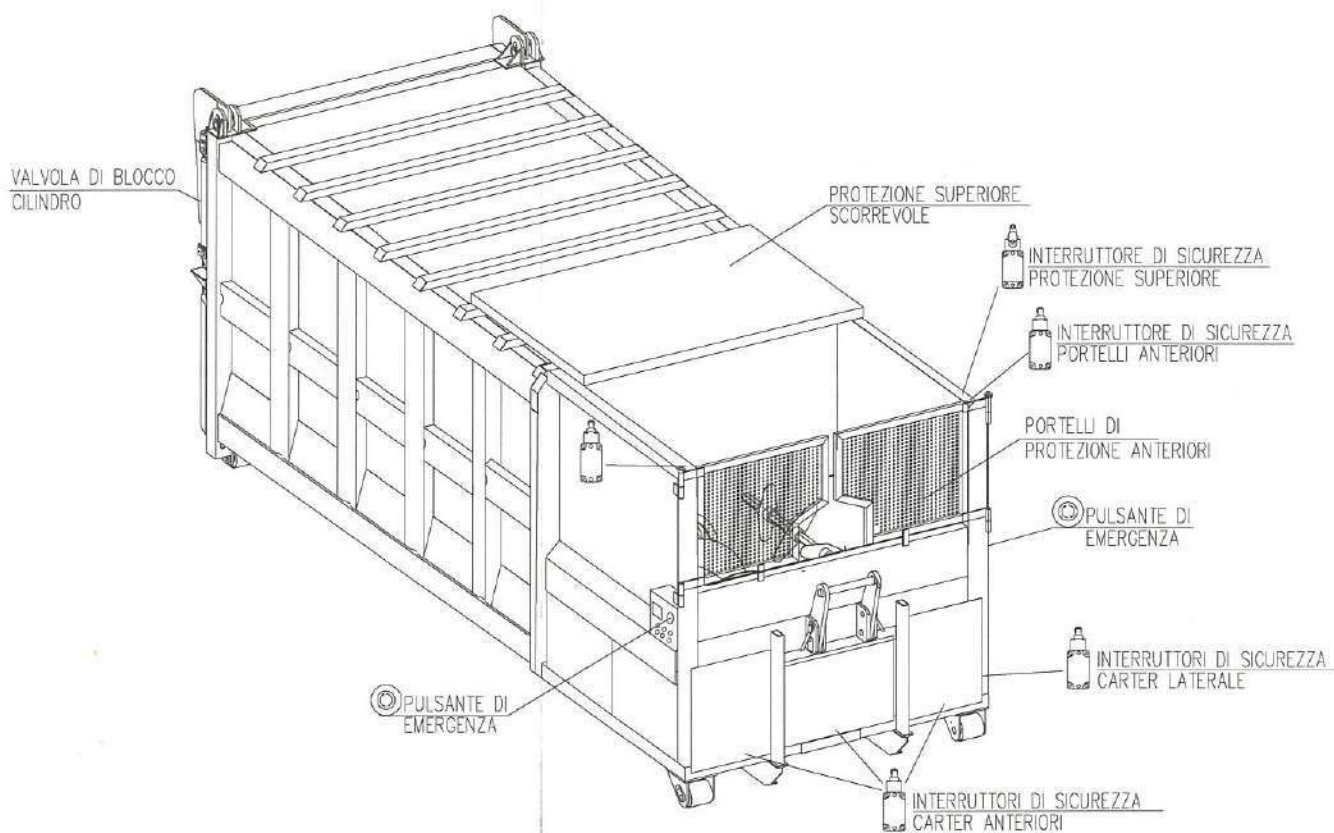 VALVOLA DI BLOCCO
CILINDRO
PROTEZIONE SUPERIORE
SCORREVOLE
INTERRUTTORE DI SICUREZZA
PROTEZIONE SUPERIORE
INTERRUTTORE DI SICUREZZA
PORTELLI ANTERIORI
PORTELLI DI
PROTEZIONE ANTERIORI
PULSANTE DI
EMERGENZA
INTERRUTTORI DI SICUREZZA
CARTER LATERALE
PULSANTE DI
EMERGENZA
INTERRUTTORI DI SICUREZZA
CARTER ANTERIORI